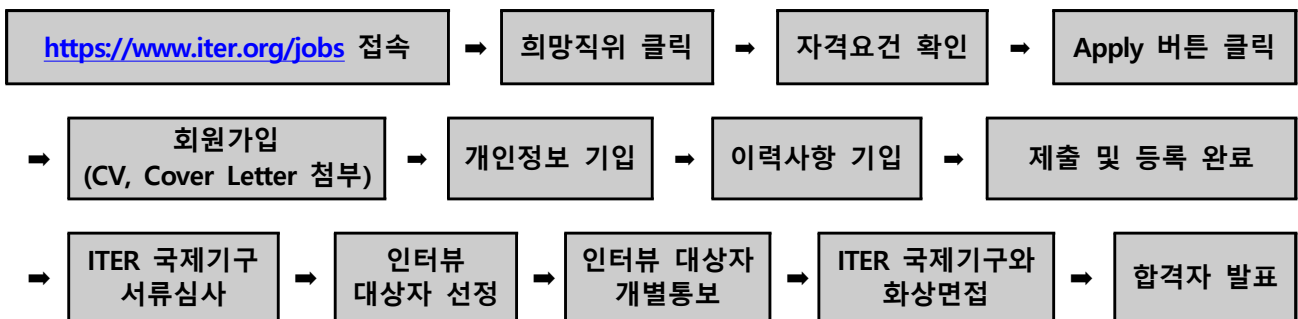 https://www.iter.org/jobs 접속 ➡ 희망직위 클릭 ➡ 자격요건 확인 ➡ Apply 버튼 클릭
➡ 회원가입
(CV, Cover Letter 첨부) ➡ 개인정보 기입 ➡ 이력사항 기입 ➡ 제출 및 등록 완료
➡ ITER 국제기구
서류심사 ➡ 인터뷰
대상자 선정 ➡ 인터뷰 대상자
개별통보 ➡ ITER 국제기구와
화상면접 ➡ 합격자 발표